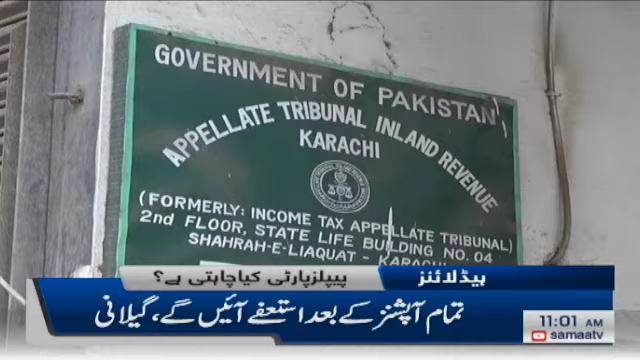 GOVERNMENT OF PAKISTAN
APPELLATE TRIBUNAL INLAND REVENUE
KARACHI
(FORMERLY: INCOME TAX APPELLATE TRIBUNAL)
2nd FLOOR, STATE LIFE BUILDING NO. 04
SHAHRAH-E-LIAQUAT - KARACHI
ہیڈلائنز
پیپلزپارٹی کیا چاہتی ہے؟
تمام آپشنز کے بعد استعفے آئیں گے، گیلانی
11:01 AM
samaatv